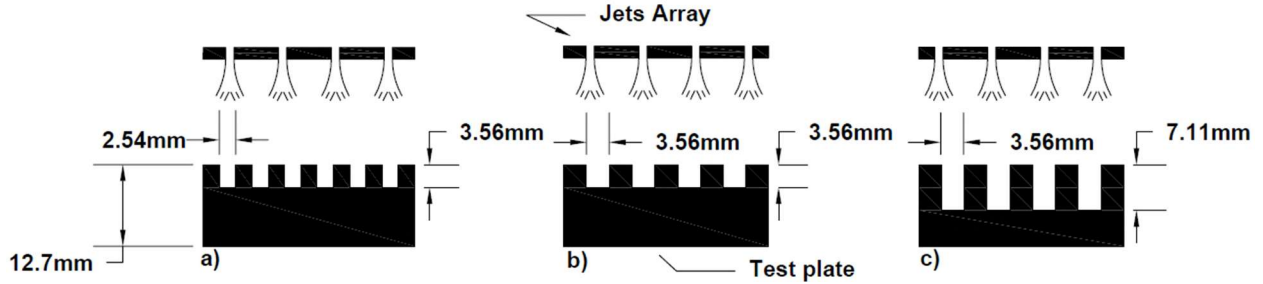 Jets Array
2.54mm
3.56mm
3.56mm
3.56mm
3.56mm
7.11mm
12.7mm
a)
b)
c)
Test plate